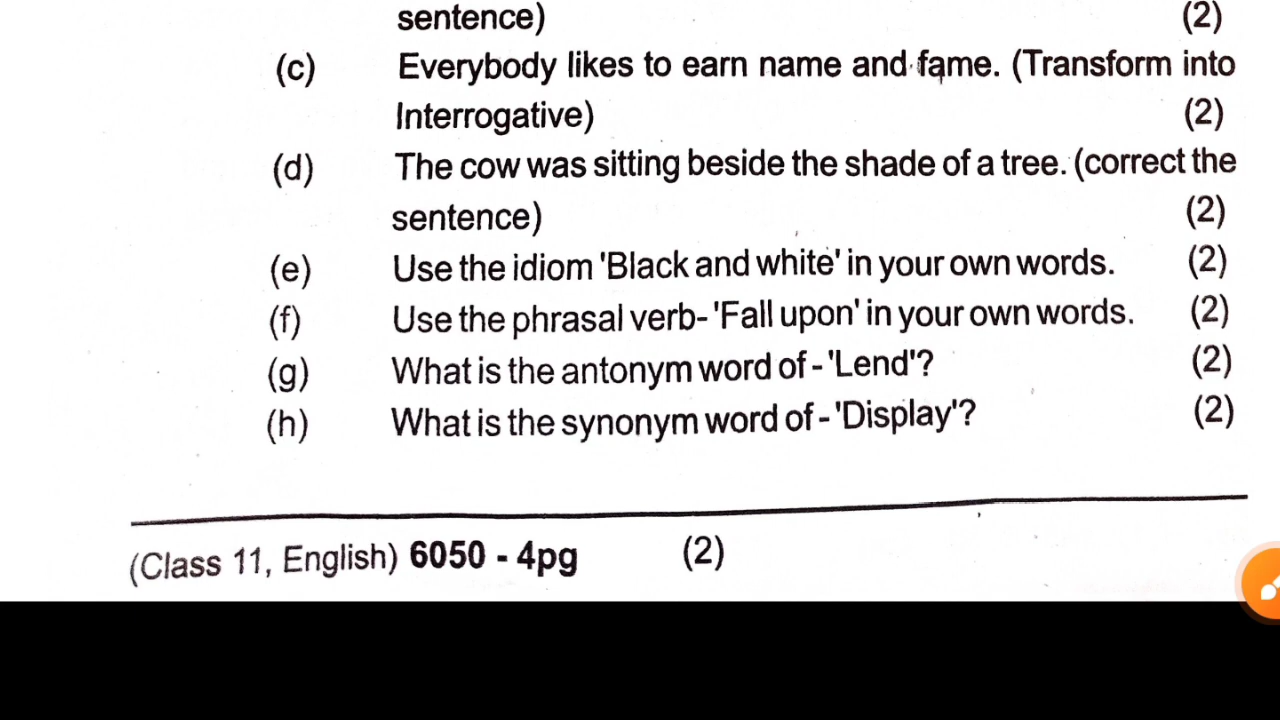 sentence) (2)
(c) Everybody likes to earn name and fame. (Transform into
Interrogative) (2)
(d) The cow was sitting beside the shade of a tree. (correct the
sentence) (2)
(e) Use the idiom 'Black and white' in your own words. (2)
(f) Use the phrasal verb- 'Fall upon' in your own words. (2)
(g) What is the antonym word of - 'Lend'? (2)
(h) What is the synonym word of - 'Display'? (2)
(Class 11, English) 6050 - 4pg (2)